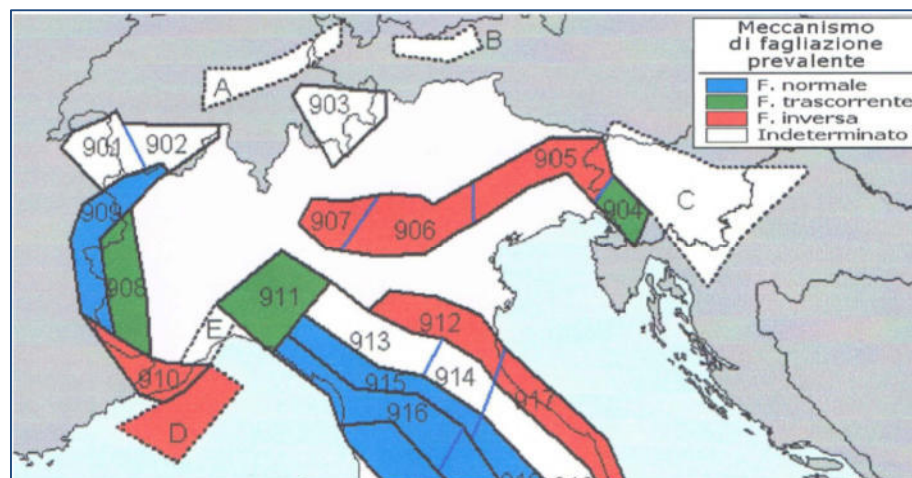 Meccanismo
di fagliazione
prevalente
F. normale
F. trascorrente
F. inversa
Indeterminato
A
B
903
901
902
905
C
909
907
904
906
908
911
912
E
913
910
914
915
917
916
D